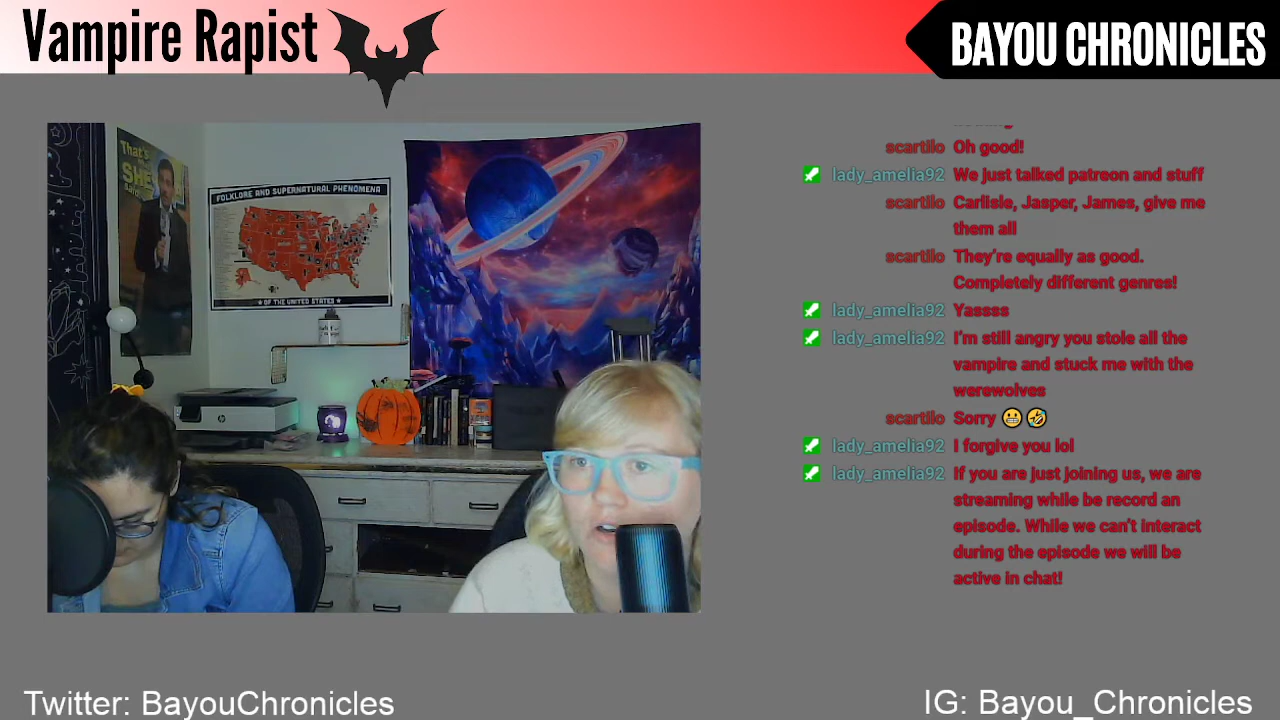 Vampire Rapist
BAYOU CHRONICLES
That's
SHE
FOLKLORE AND SUPERNATURAL PHENOMENA
★ OF THE UNITED STATES ★
scartilo Oh good!
lady_amelia92 We just talked patreon and stuff
scartilo Carlisle, Jasper, James, give me
them all
scartilo They're equally as good.
Completely different genres!
lady_amelia92 Yassss
lady_amelia92 I'm still angry you stole all the
vampire and stuck me with the
werewolves
scartilo Sorry 😬 🤣
lady_amelia92 I forgive you lol
lady_amelia92 If you are just joining us, we are
streaming while be record an
episode. While we can't interact
during the episode we will be
active in chat!
Twitter: BayouChronicles
IG: Bayou_Chronicles